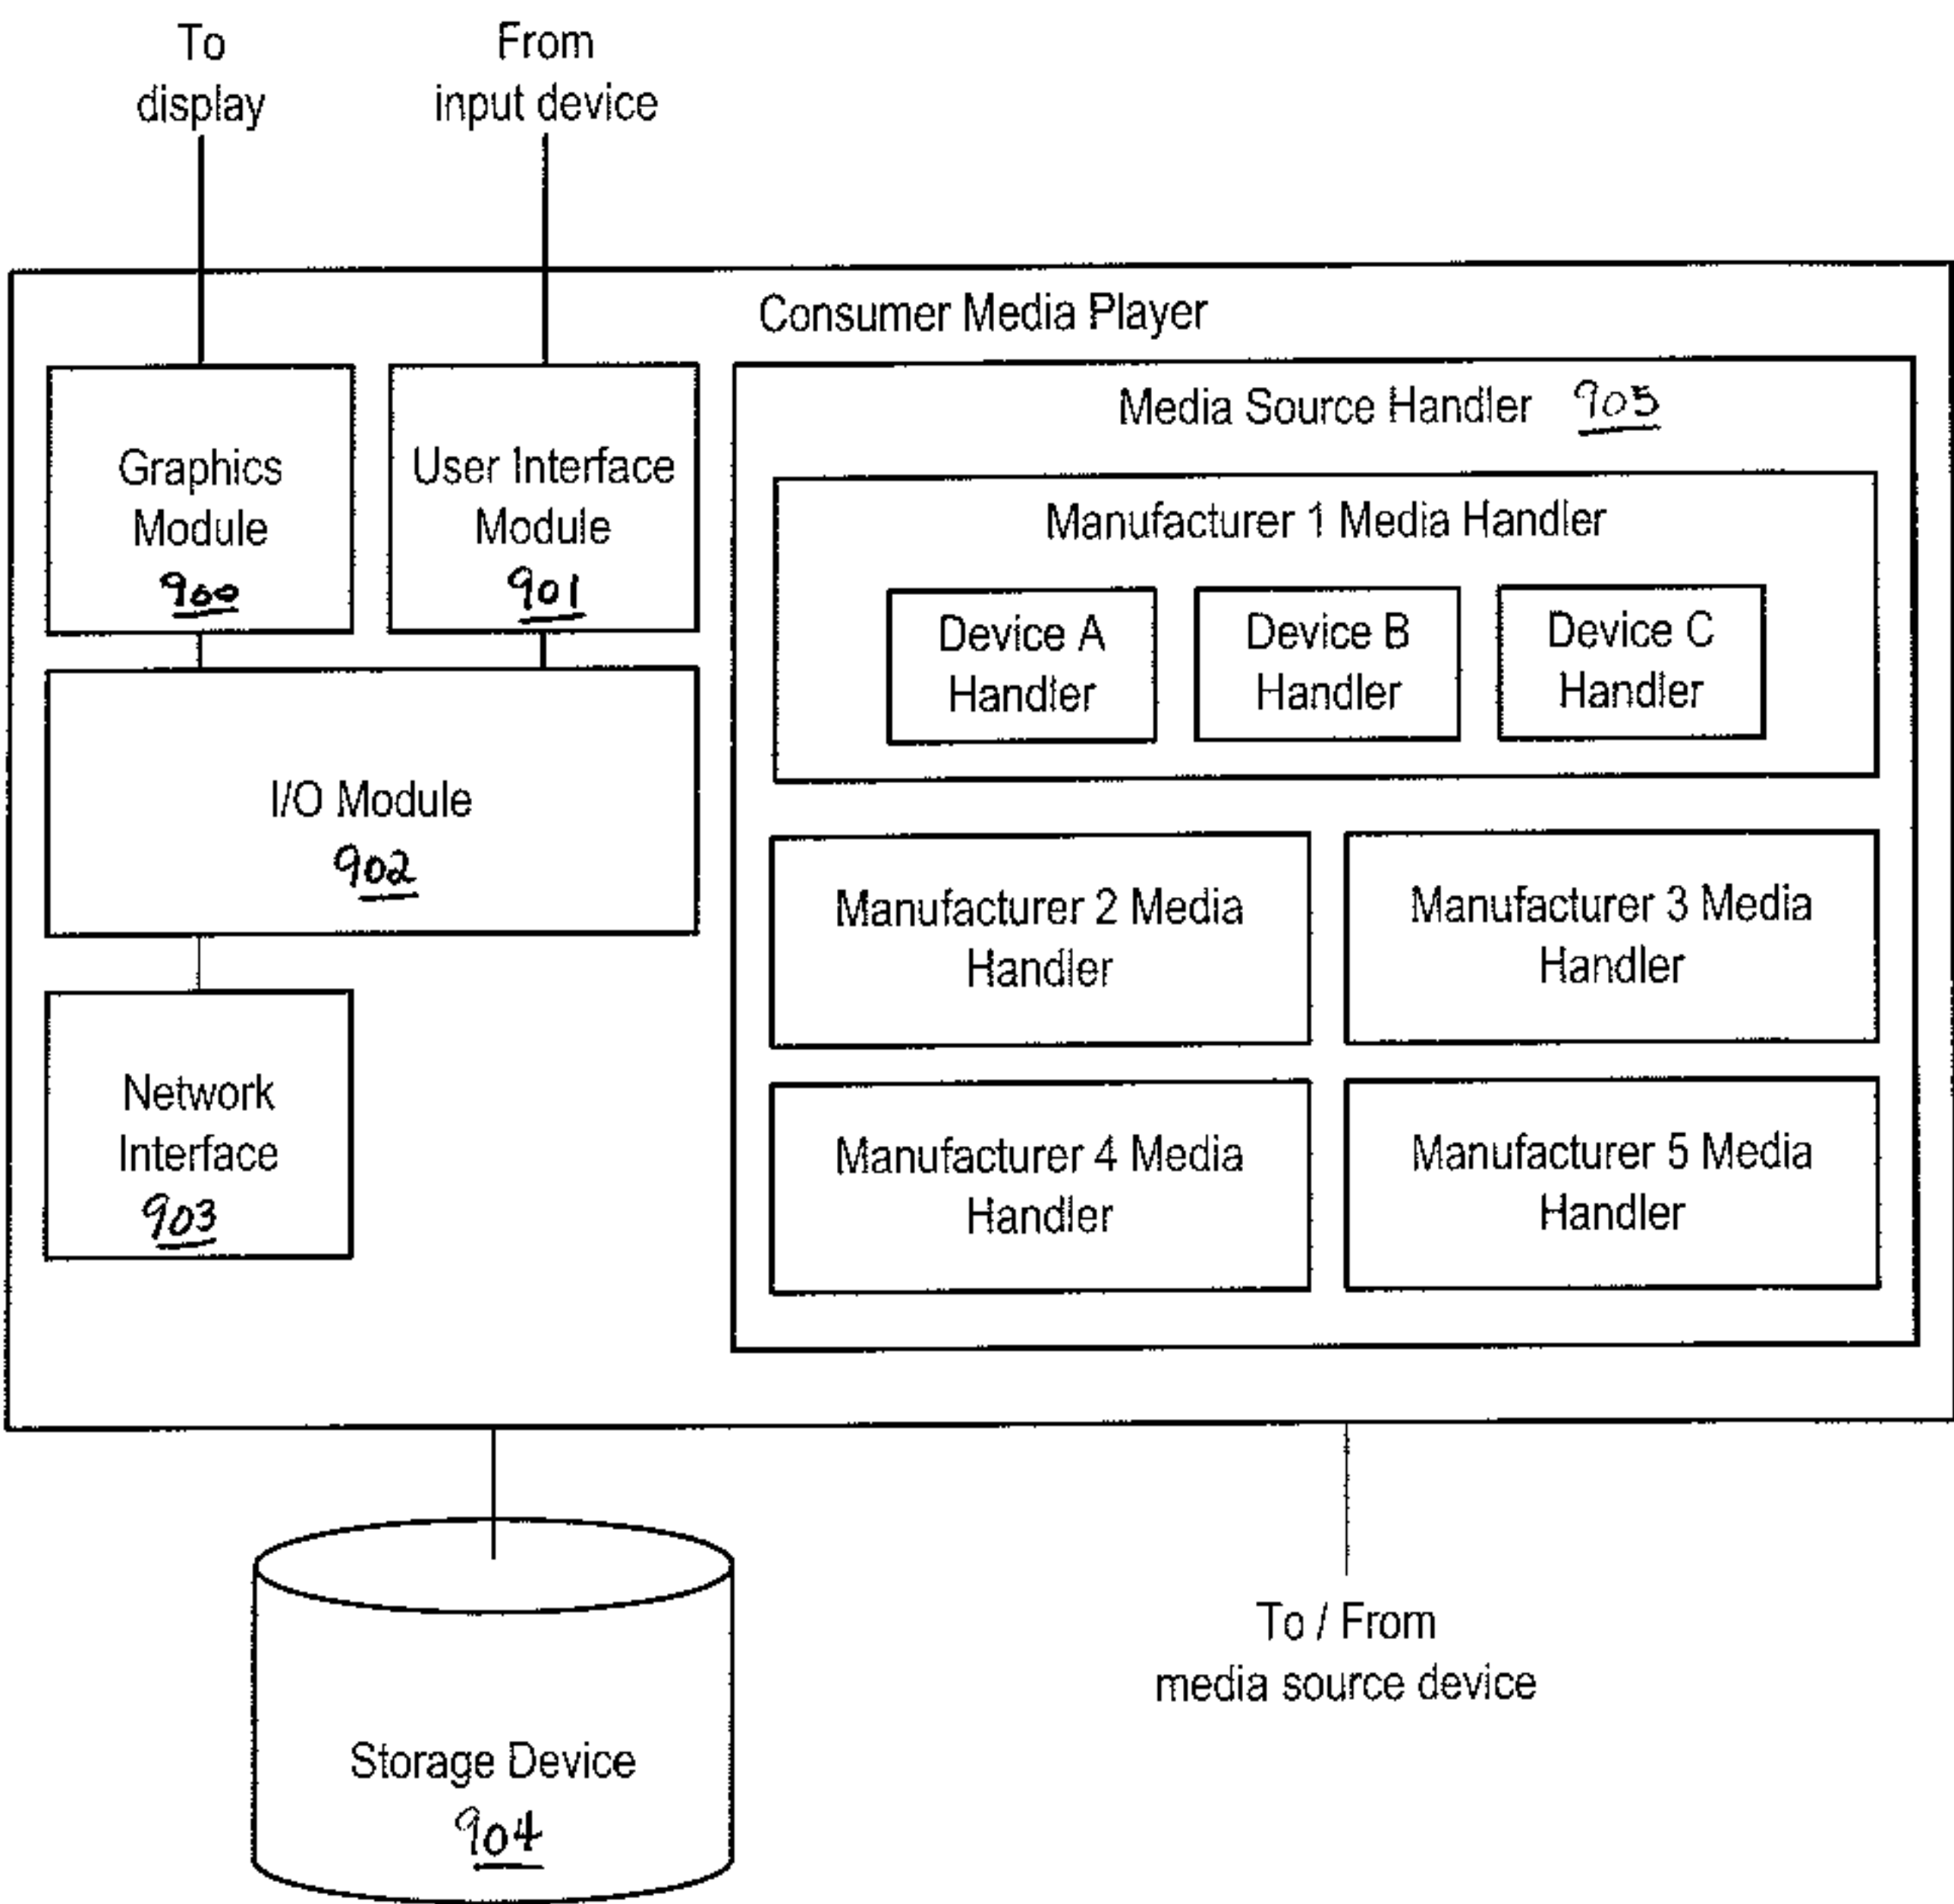 To
display
From
input device
Consumer Media Player
Graphics
Module
900
User Interface
Module
901
I/O Module
902
Network
Interface
903
Media Source Handler 905
Manufacturer 1 Media Handler
Device A
Handler
Device B
Handler
Device C
Handler
Manufacturer 2 Media
Handler
Manufacturer 3 Media
Handler
Manufacturer 4 Media
Handler
Manufacturer 5 Media
Handler
Storage Device
904
To / From
media source device